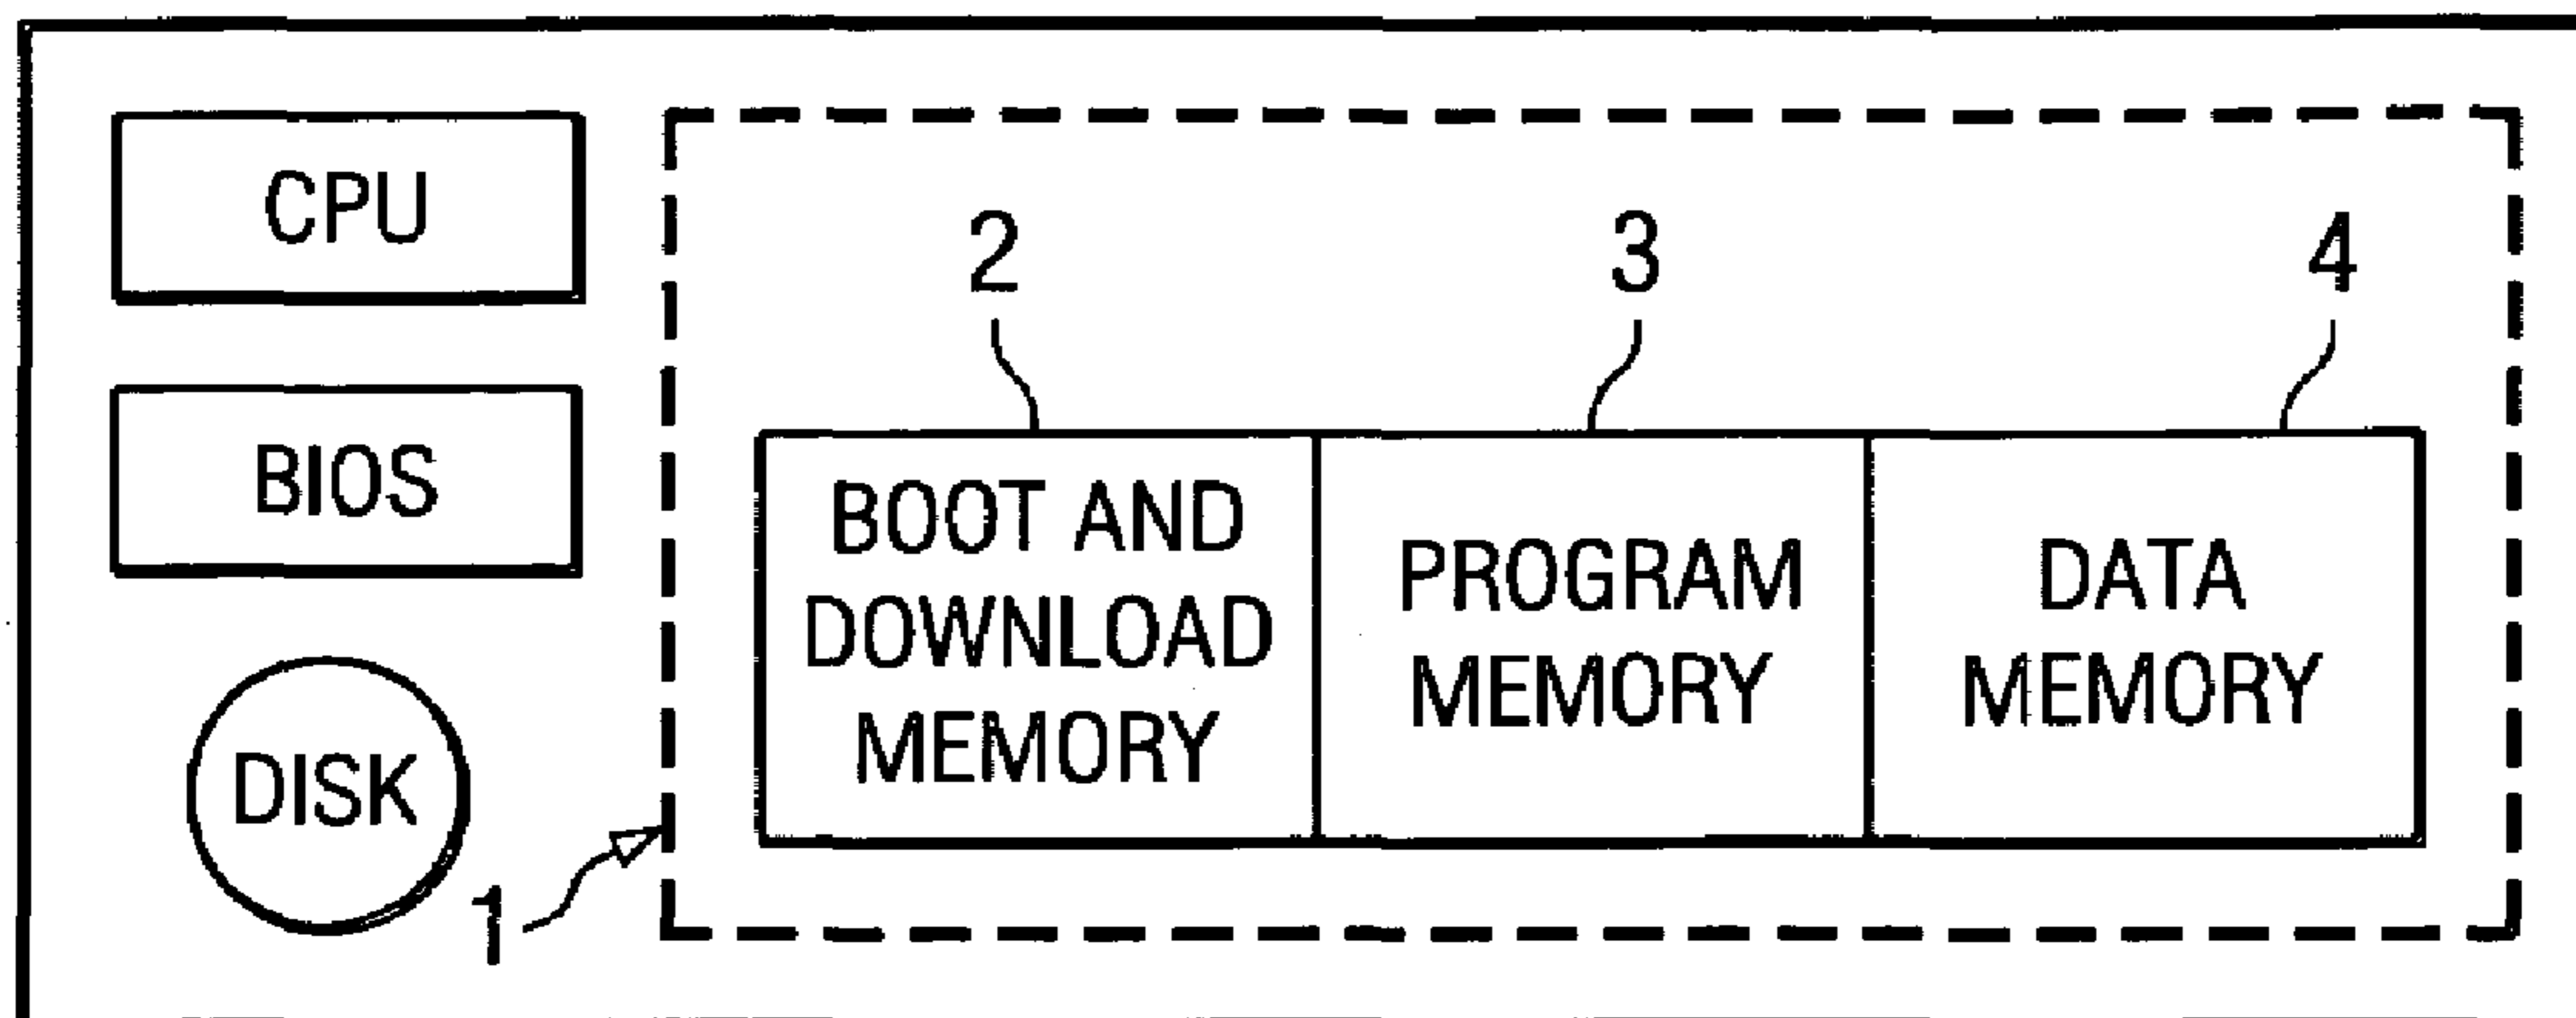 CPU
BIOS
DISK
1
2
3
4
BOOT AND
DOWNLOAD
MEMORY
PROGRAM
MEMORY
DATA
MEMORY